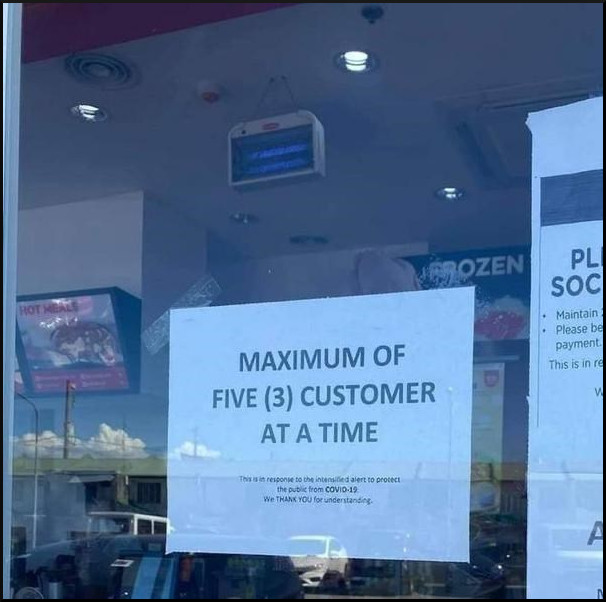 HOT MEALS
FROZEN
MAXIMUM OF
FIVE (3) CUSTOMER
AT A TIME
This is in response to the intensified alert to protect
the public from COVID-19.
We THANK YOU for understanding.
PL
SOC
• Maintain
• Please be
payment.
This is in re
W
A